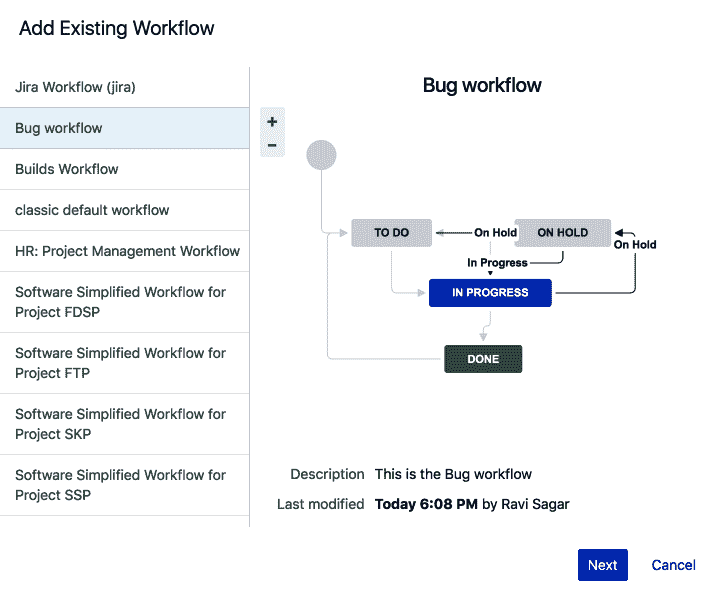 Add Existing Workflow
Jira Workflow (jira)
Bug workflow
Builds Workflow
classic default workflow
HR: Project Management Workflow
Software Simplified Workflow for
Project FDSP
Software Simplified Workflow for
Project FTP
Software Simplified Workflow for
Project SKP
Software Simplified Workflow for
Project SSP
Bug workflow
+
−
TO DO
On Hold
ON HOLD
On Hold
In Progress
IN PROGRESS
DONE
Description This is the Bug workflow
Last modified Today 6:08 PM by Ravi Sagar
Next Cancel